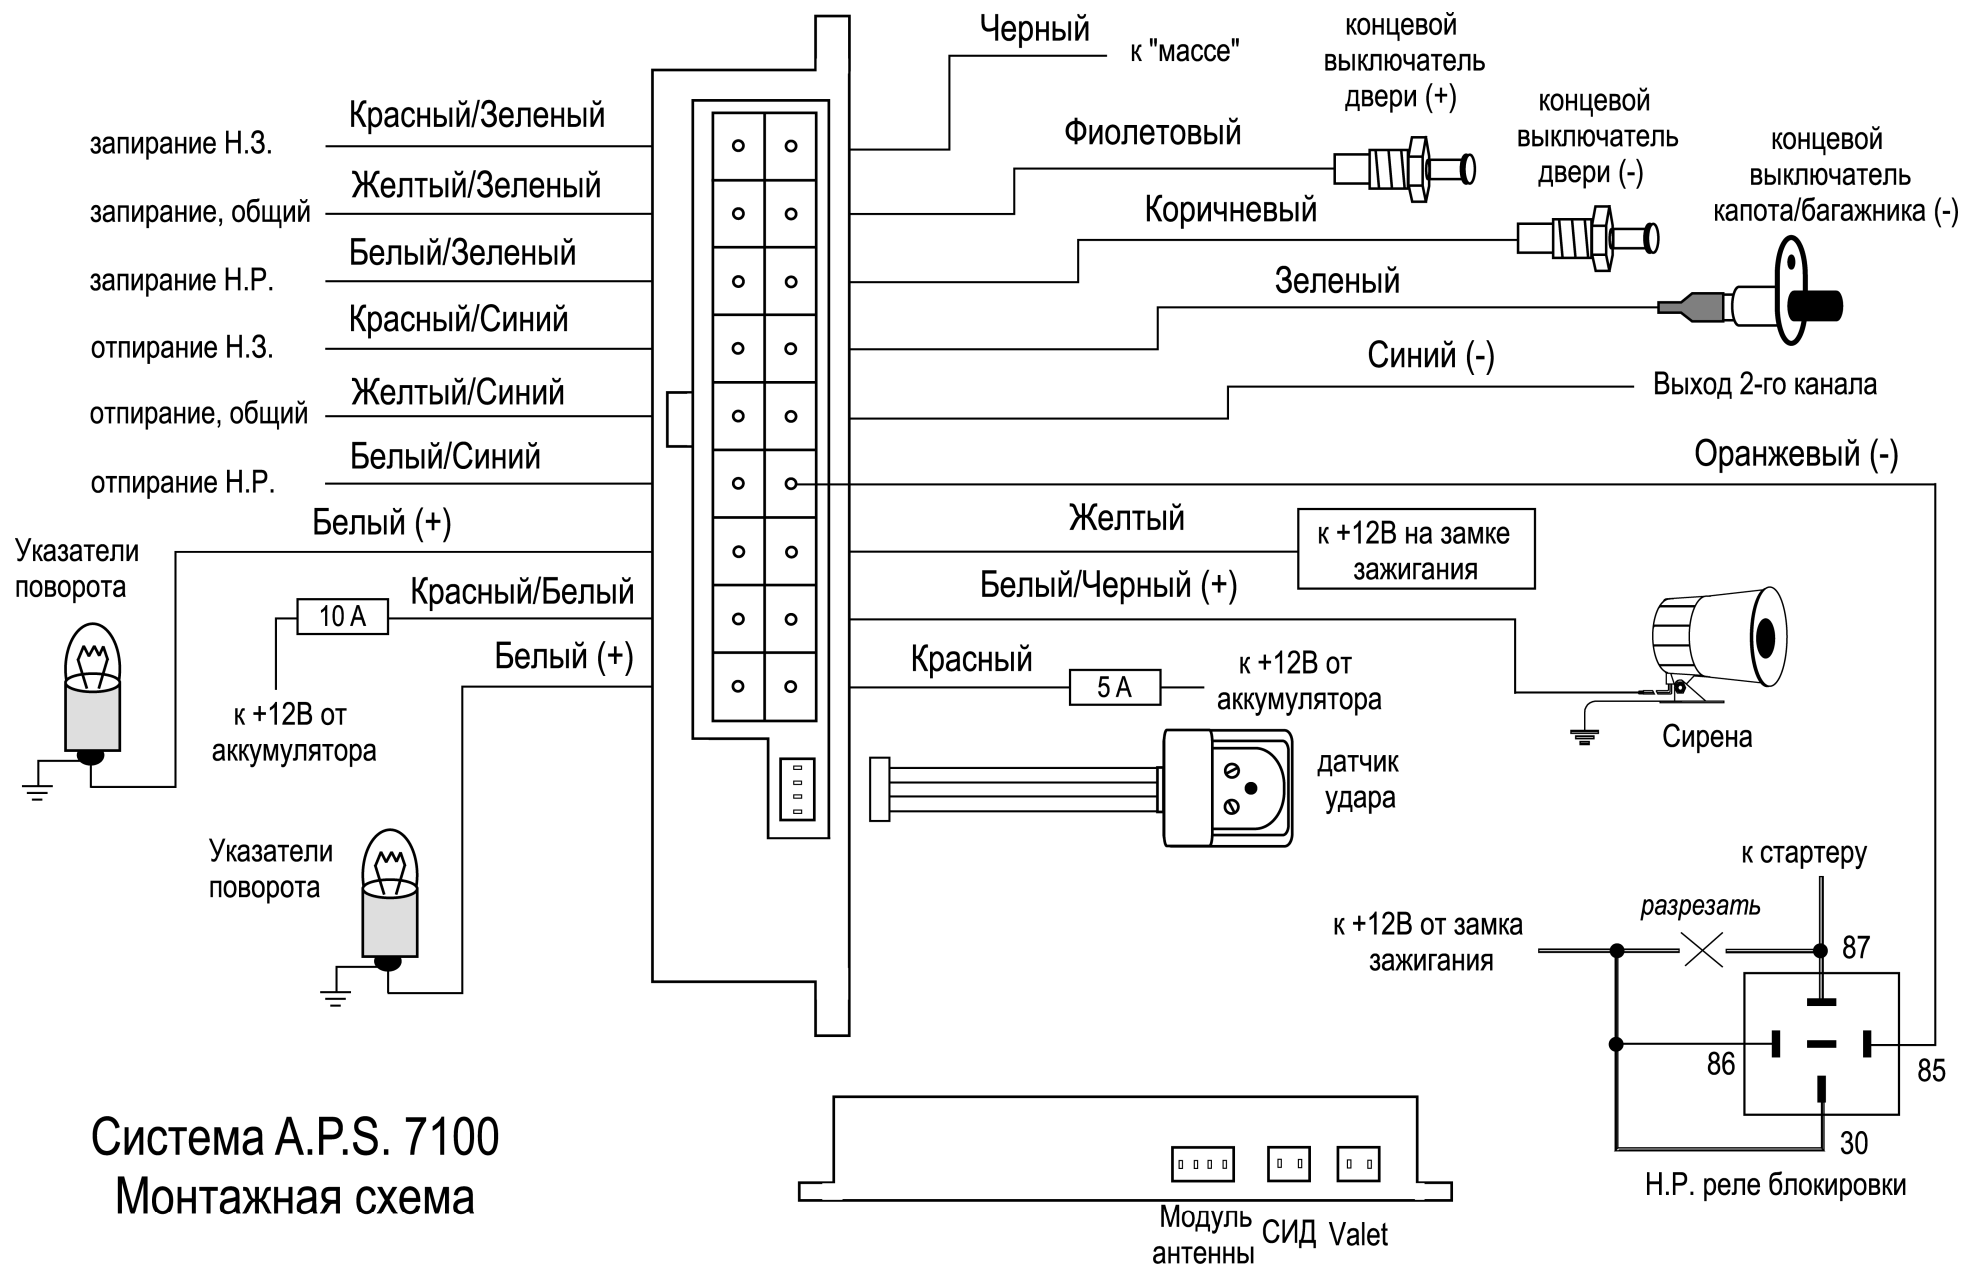 Черный
к "массе"
концевой
выключатель
двери (+)
концевой
выключатель
двери (-)
концевой
выключатель
капота/багажника (-)
запирание Н.З.
Красный/Зеленый
Фиолетовый
запирание, общий
Желтый/Зеленый
Коричневый
запирание Н.Р.
Белый/Зеленый
Зеленый
отпирание Н.З.
Красный/Синий
Синий (-)
Выход 2-го канала
отпирание, общий
Желтый/Синий
Оранжевый (-)
отпирание Н.Р.
Белый/Синий
Белый (+)
Указатели
поворота
Желтый
к +12В на замке
зажигания
Красный/Белый
10 А
к +12В от
аккумулятора
Белый/Черный (+)
Сирена
Белый (+)
Указатели
поворота
Красный
5 А
к +12В от
аккумулятора
датчик
удара
к стартеру
разрезать
к +12В от замка
зажигания
87
86
85
30
Н.Р. реле блокировки
Система A.P.S. 7100
Монтажная схема
Модуль
антенны
СИД
Valet